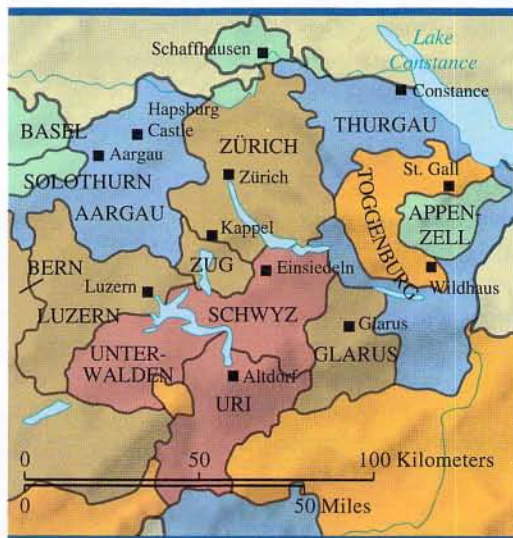 Schaffhausen
Lake
Constance
Constance
Hapsburg
Castle
BASEL
Aargau
ZÜRICH
THURGAU
St. Gall
SOLOTHURN
Zürich
AARGAU
TOGGENBURG
APPEN-
ZELL
Kappel
BERN
ZUG
Einsiedeln
Wildhaus
Luzern
LUZERN
SCHWYZ
Glarus
UNTER-
WALDEN
GLARUS
Altdorf
URI
0
50
100 Kilometers
0
50 Miles